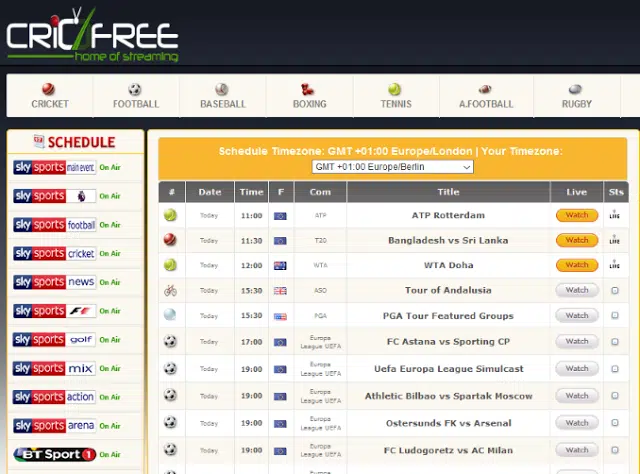 CRICFREE
home of streaming
CRICKET FOOTBALL BASEBALL BOXING TENNIS A.FOOTBALL RUGBY
SCHEDULE
sky sports main event On Air
sky sports On Air
sky sports football On Air
sky sports cricket On Air
sky sports news On Air
sky sports F1 On Air
sky sports golf On Air
sky sports mix On Air
sky sports action On Air
sky sports arena On Air
BT Sport 1 On Air
Schedule Timezone: GMT +01:00 Europe/London | Your Timezone:
GMT +01:00 Europe/Berlin
# Date Time F Com Title Live Sts
Today 11:00 ATP ATP Rotterdam Watch LIVE
Today 11:30 T20 Bangladesh vs Sri Lanka Watch LIVE
Today 12:00 WTA WTA Doha Watch LIVE
Today 15:30 ASO Tour of Andalusia Watch
Today 15:30 PGA PGA Tour Featured Groups Watch
Today 17:00 Europa League UEFA FC Astana vs Sporting CP Watch
Today 19:00 Europa League UEFA Uefa Europa League Simulcast Watch
Today 19:00 Europa League UEFA Athletic Bilbao vs Spartak Moscow Watch
Today 19:00 Europa League UEFA Ostersunds FK vs Arsenal Watch
Today 19:00 Europa League UEFA FC Ludogoretz vs AC Milan Watch